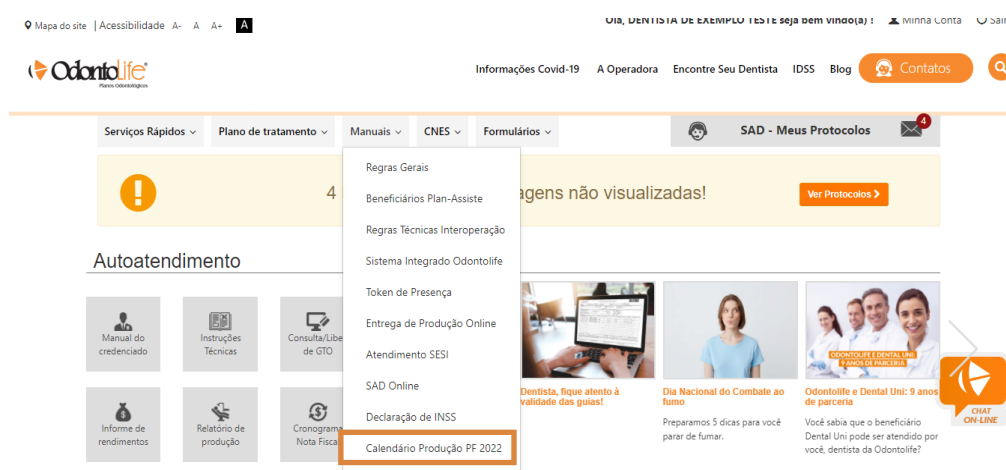 Mapa do site | Acessibilidade A- A A+ A
Olá, DENTISTA DE EXEMPLO TESTE seja bem vindo(a) ! Minha Conta Sair
Odontolife
Planos Odontológicos
Informações Covid-19 A Operadora Encontre Seu Dentista IDSS Blog Contatos
Serviços Rápidos Plano de tratamento Manuais CNES Formulários SAD - Meus Protocolos 4
Regras Gerais
Beneficiários Plan-Assiste
Regras Técnicas Interoperação
Sistema Integrado Odontolife
Token de Presença
Entrega de Produção Online
Atendimento SESI
SAD Online
Declaração de INSS
Calendário Produção PF 2022
4 agens não visualizadas! Ver Protocolos
Autoatendimento
Manual do
credenciado
Instruções
Técnicas
Consulta/Libe
de GTO
Informe de
rendimentos
Relatório de
produção
Cronograma
Nota Fisca
Dentista, fique atento à
validade das guias!
Dia Nacional do Combate ao
fumo
Preparamos 5 dicas para você
parar de fumar.
ODONTOLIFE E DENTAL UNI:
9 ANOS DE PARCERIA
Odontolife e Dental Uni: 9 anos
de parceria
Você sabia que o beneficiário
Dental Uni pode ser atendido por
você, dentista da Odontolife?
CHAT
ON-LINE